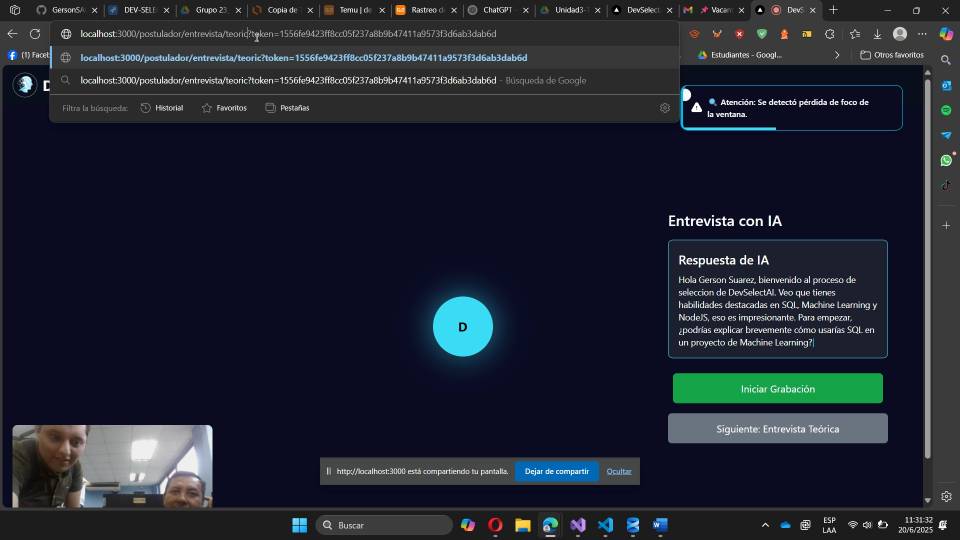 GersonSA
DEV-SELE
Grupo 23
Copia de
Temu | de
Rastreo d
ChatGPT
Unidad3-
DevSelect
Vacan
DevS
localhost:3000/postulador/entrevista/teoric?token=1556fe9423ff8cc05f237a8b9b47411a9573f3d6ab3dab6d
localhost:3000/postulador/entrevista/teoric?token=1556fe9423ff8cc05f237a8b9b47411a9573f3d6ab3dab6d
localhost:3000/postulador/entrevista/teoric?token=1556fe9423ff8cc05f237a8b9b47411a9573f3d6ab3dab6d - Búsqueda de Google
(1) Faceb
Estudiantes - Googl...
Otros favoritos
Filtra la búsqueda:
Historial
Favoritos
Pestañas
D
Atención: Se detectó pérdida de foco de
la ventana.
Entrevista con IA
Respuesta de IA
Hola Gerson Suarez, bienvenido al proceso de
seleccion de DevSelectAI. Veo que tienes
habilidades destacadas en SQL, Machine Learning y
NodeJS, eso es impresionante. Para empezar,
¿podrías explicar brevemente cómo usarías SQL en
un proyecto de Machine Learning?|
D
Iniciar Grabación
Siguiente: Entrevista Teórica
http://localhost:3000 está compartiendo tu pantalla.
Dejar de compartir
Ocultar
Buscar
ESP
LAA
11:31:32
20/6/2025